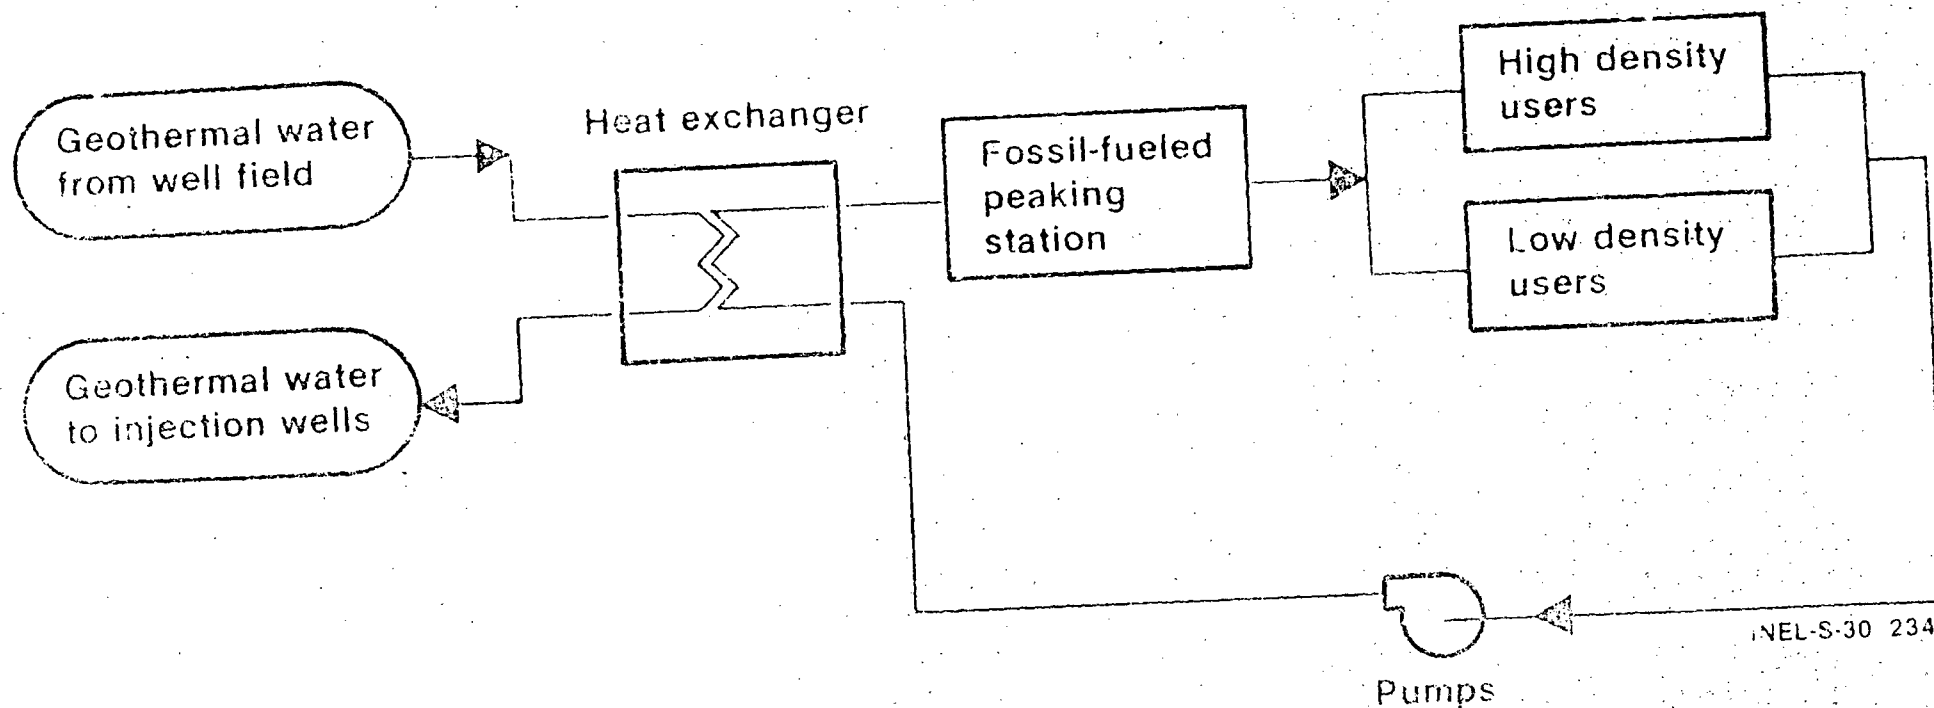 Geothermal water
from well field
Heat exchanger
Fossil-fueled
peaking
station
High density
users
Low density
users
Geothermal water
to injection wells
INEL-S-30 234
Pumps